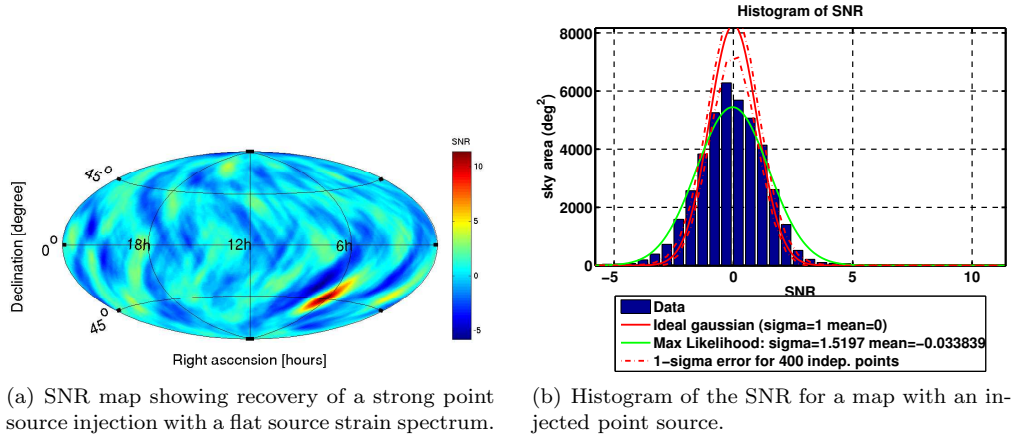 SNR
10
5
0
-5
Declination [degree]
45 o
0 o
45 o
18h
12h
6h
Right ascension [hours]
(a) SNR map showing recovery of a strong point
source injection with a flat source strain spectrum.
Histogram of SNR
8000
6000
4000
2000
0
sky area (deg2)
−5
0
5
10
SNR
Data
Ideal gaussian (sigma=1 mean=0)
Max Likelihood: sigma=1.5197 mean=−0.033839
1−sigma error for 400 indep. points
(b) Histogram of the SNR for a map with an in-
jected point source.